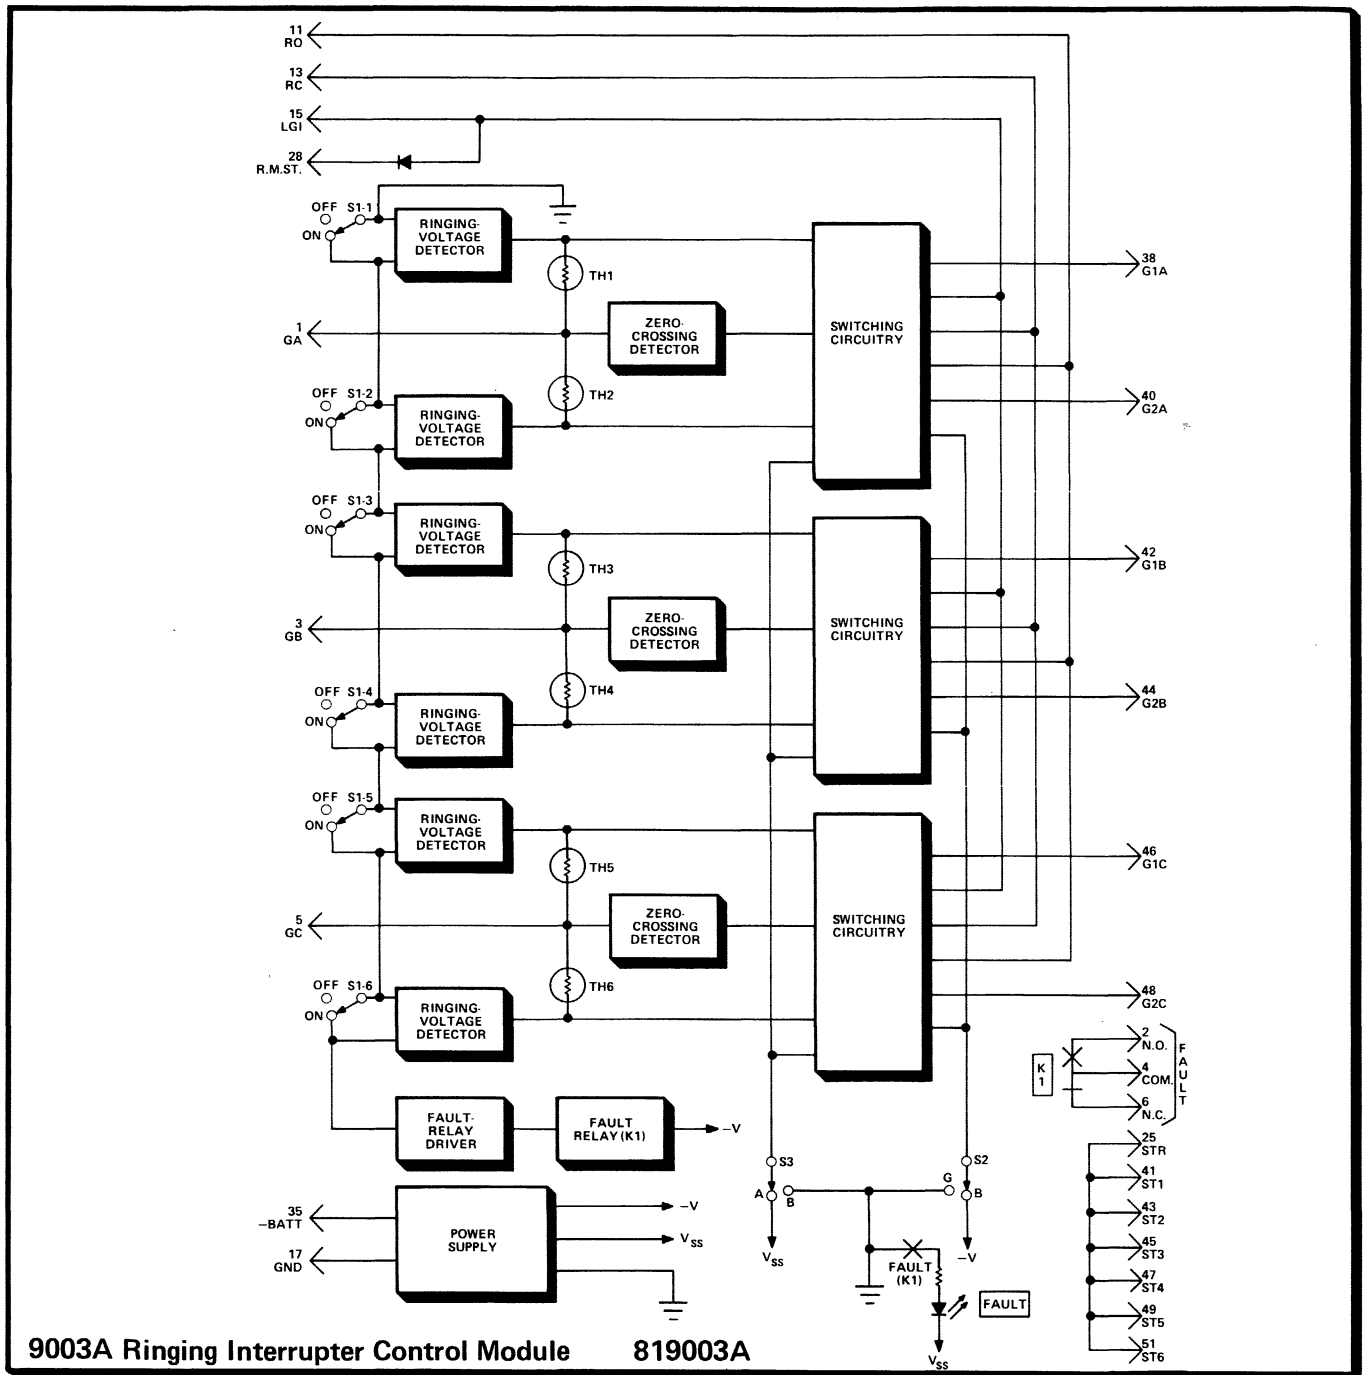 11
RO
13
RC
15
LGI
28
R.M.ST.
OFF S1-1
ON
RINGING-
VOLTAGE
DETECTOR
TH1
1
GA
ZERO-
CROSSING
DETECTOR
SWITCHING
CIRCUITRY
38
G1A
TH2
OFF S1-2
ON
RINGING-
VOLTAGE
DETECTOR
40
G2A
OFF S1-3
ON
RINGING-
VOLTAGE
DETECTOR
TH3
42
G1B
3
GB
ZERO-
CROSSING
DETECTOR
SWITCHING
CIRCUITRY
TH4
OFF S1-4
ON
RINGING-
VOLTAGE
DETECTOR
44
G2B
OFF S1-5
ON
RINGING-
VOLTAGE
DETECTOR
TH5
46
G1C
5
GC
ZERO-
CROSSING
DETECTOR
SWITCHING
CIRCUITRY
TH6
OFF S1-6
ON
RINGING-
VOLTAGE
DETECTOR
48
G2C
K
1
2
N.O.
4
COM.
6
N.C.
FAULT
FAULT-
RELAY
DRIVER
FAULT
RELAY (K1)
–V
25
STR
41
ST1
43
ST2
45
ST3
47
ST4
49
ST5
51
ST6
S3
A
B
VSS
S2
G
B
–V
35
–BATT
17
GND
POWER
SUPPLY
–V
VSS
FAULT
(K1)
FAULT
VSS
9003A Ringing Interrupter Control Module 819003A